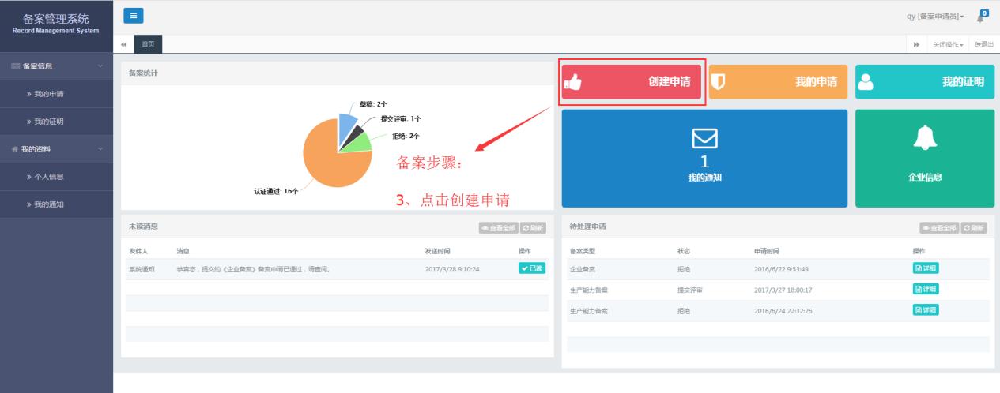 备案管理系统
Record Management System
qy [备案申请员]
0
首页
关闭操作
退出
备案信息
我的申请
我的证明
我的资料
个人信息
我的通知
备案统计
草稿: 2个
提交评审: 1个
拒绝: 2个
认证通过: 16个
备案步骤：
3、点击创建申请
创建申请
我的申请
我的证明
1
我的通知
企业信息
未读消息
查看全部 刷新
发件人 消息 发送时间 操作
系统通知 恭喜您，提交的《企业备案》备案申请已通过，请查阅。 2017/3/28 9:10:24 已读
待处理申请
查看全部 刷新
备案类型 状态 申请时间 操作
企业备案 拒绝 2016/6/22 9:53:49 详细
生产能力备案 提交评审 2017/3/27 18:00:17 详细
生产能力备案 拒绝 2016/6/24 22:32:26 详细